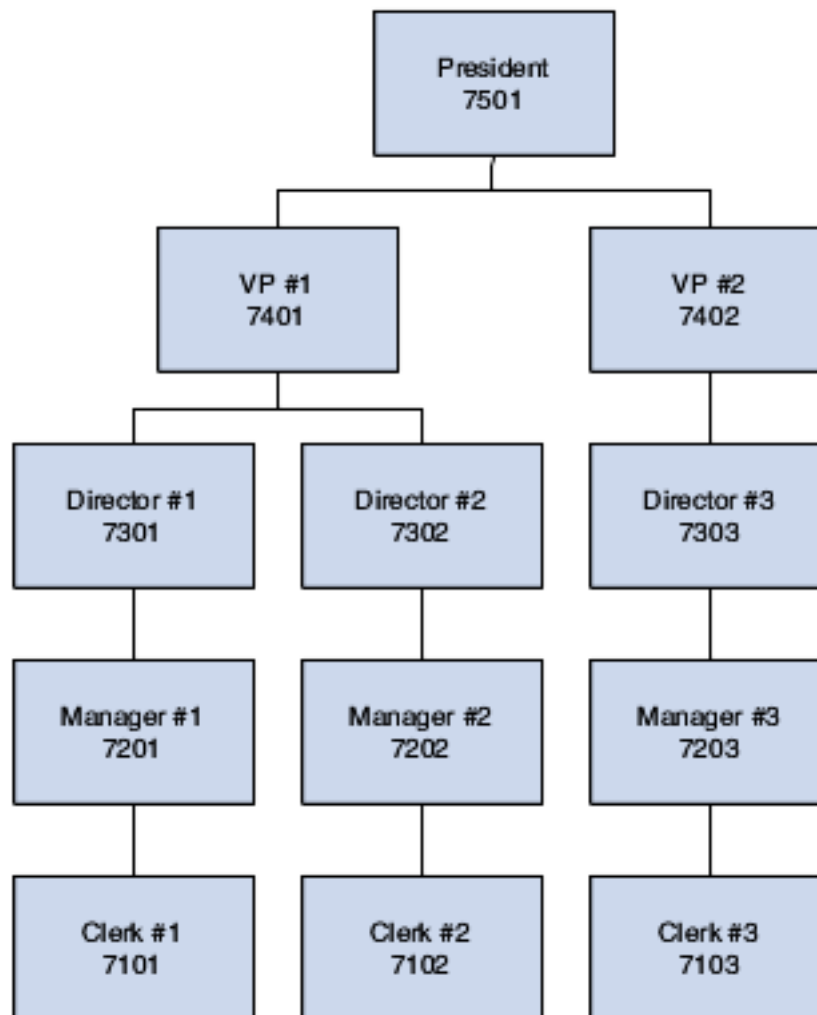 President
7501
VP #1
7401
VP #2
7402
Director #1
7301
Director #2
7302
Director #3
7303
Manager #1
7201
Manager #2
7202
Manager #3
7203
Clerk #1
7101
Clerk #2
7102
Clerk #3
7103